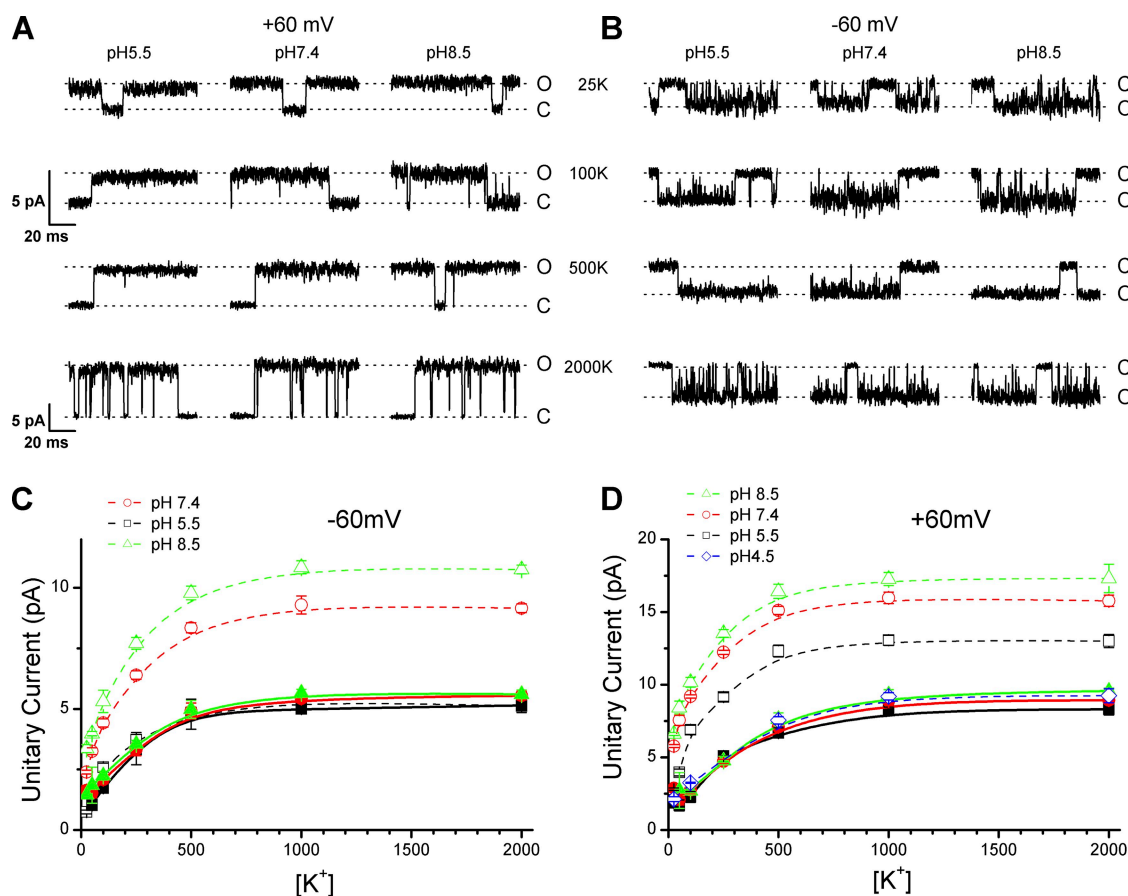 A
+60 mV
pH5.5 pH7.4 pH8.5
O
C
O
C
5 pA
20 ms
O
C
O
C
5 pA
20 ms
25K
100K
500K
2000K
B
-60 mV
pH5.5 pH7.4 pH8.5
C
-60mV
pH 7.4
pH 5.5
pH 8.5
Unitary Current (pA)
10
5
0
0 500 1000 1500 2000
[K+]
D
+60mV
pH 8.5
pH 7.4
pH 5.5
pH4.5
Unitary Current (pA)
20
15
10
5
0
0 500 1000 1500 2000
[K+]